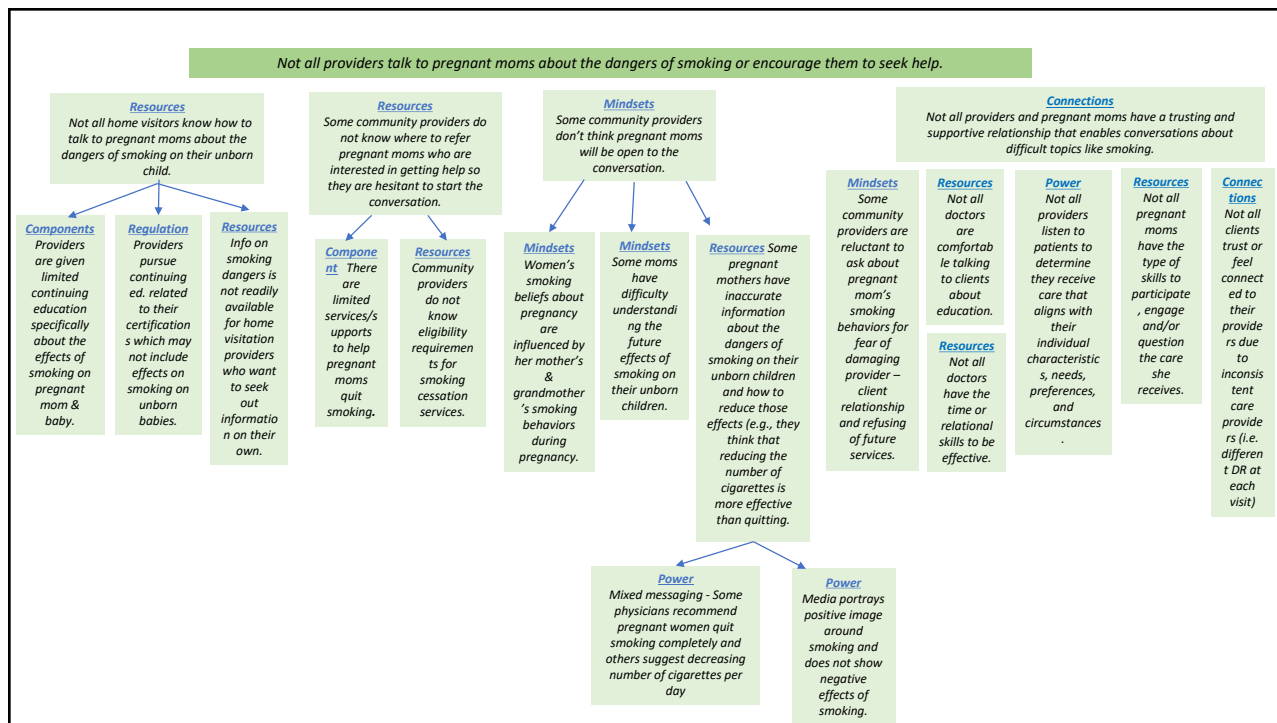 Not all providers talk to pregnant moms about the dangers of smoking or encourage them to seek help.
Resources
Not all home visitors know how to
talk to pregnant moms about the
dangers of smoking on their unborn
child.
Resources
Some community providers do
not know where to refer
pregnant moms who are
interested in getting help so
they are hesitant to start the
conversation.
Mindsets
Some community providers
don't think pregnant moms
will be open to the
conversation.
Connections
Not all providers and pregnant moms have a trusting and
supportive relationship that enables conversations about
difficult topics like smoking.
Components
Providers
are given
limited
continuing
education
specifically
about the
effects of
smoking on
pregnant
mom &
baby.
Regulation
Providers
pursue
continuing
ed. related
to their
certification
s which may
not include
effects on
smoking on
unborn
babies.
Resources
Info on
smoking
dangers is
not readily
available for
home
visitation
providers
who want to
seek out
informatio
n on their
own.
Compone
nt There
are
limited
services/s
upports
to help
pregnant
moms
quit
smoking.
Resources
Community
providers do
not know
eligibility
requiremen
ts for
smoking
cessation
services.
Mindsets
Women's
smoking
beliefs about
pregnancy
are
influenced by
her mother's
&
grandmother
's smoking
behaviors
during
pregnancy.
Mindsets
Some moms
have
difficulty
understandi
ng the
future
effects of
smoking on
their unborn
children.
Resources Some
pregnant
mothers have
inaccurate
information
about the
dangers of
smoking on their
unborn children
and how to
reduce those
effects (e.g., they
think that
reducing the
number of
cigarettes is
more effective
than quitting.
Mindsets
Some
community
providers are
reluctant to
ask about
pregnant
mom's
smoking
behaviors for
fear of
damaging
provider –
client
relationship
and refusing
of future
services.
Resources
Not all
doctors
are
comfortab
le talking
to clients
about
education.
Resources
Not all
doctors
have the
time or
relational
skills to be
effective.
Power
Not all
providers
listen to
patients to
determine
they receive
care that
aligns with
their
individual
characteristic
s, needs,
preferences,
and
circumstances
.
Resources
Not all
pregnant
moms
have the
type of
skills to
participate
, engage
and/or
question
the care
she
receives.
Connec
tions
Not all
clients
trust or
feel
connect
ed to
their
provide
rs due
to
inconsis
tent
care
provide
rs (i.e.
differen
t DR at
each
visit)
Power
Mixed messaging - Some
physicians recommend
pregnant women quit
smoking completely and
others suggest decreasing
number of cigarettes per
day
Power
Media portrays
positive image
around
smoking and
does not show
negative
effects of
smoking.